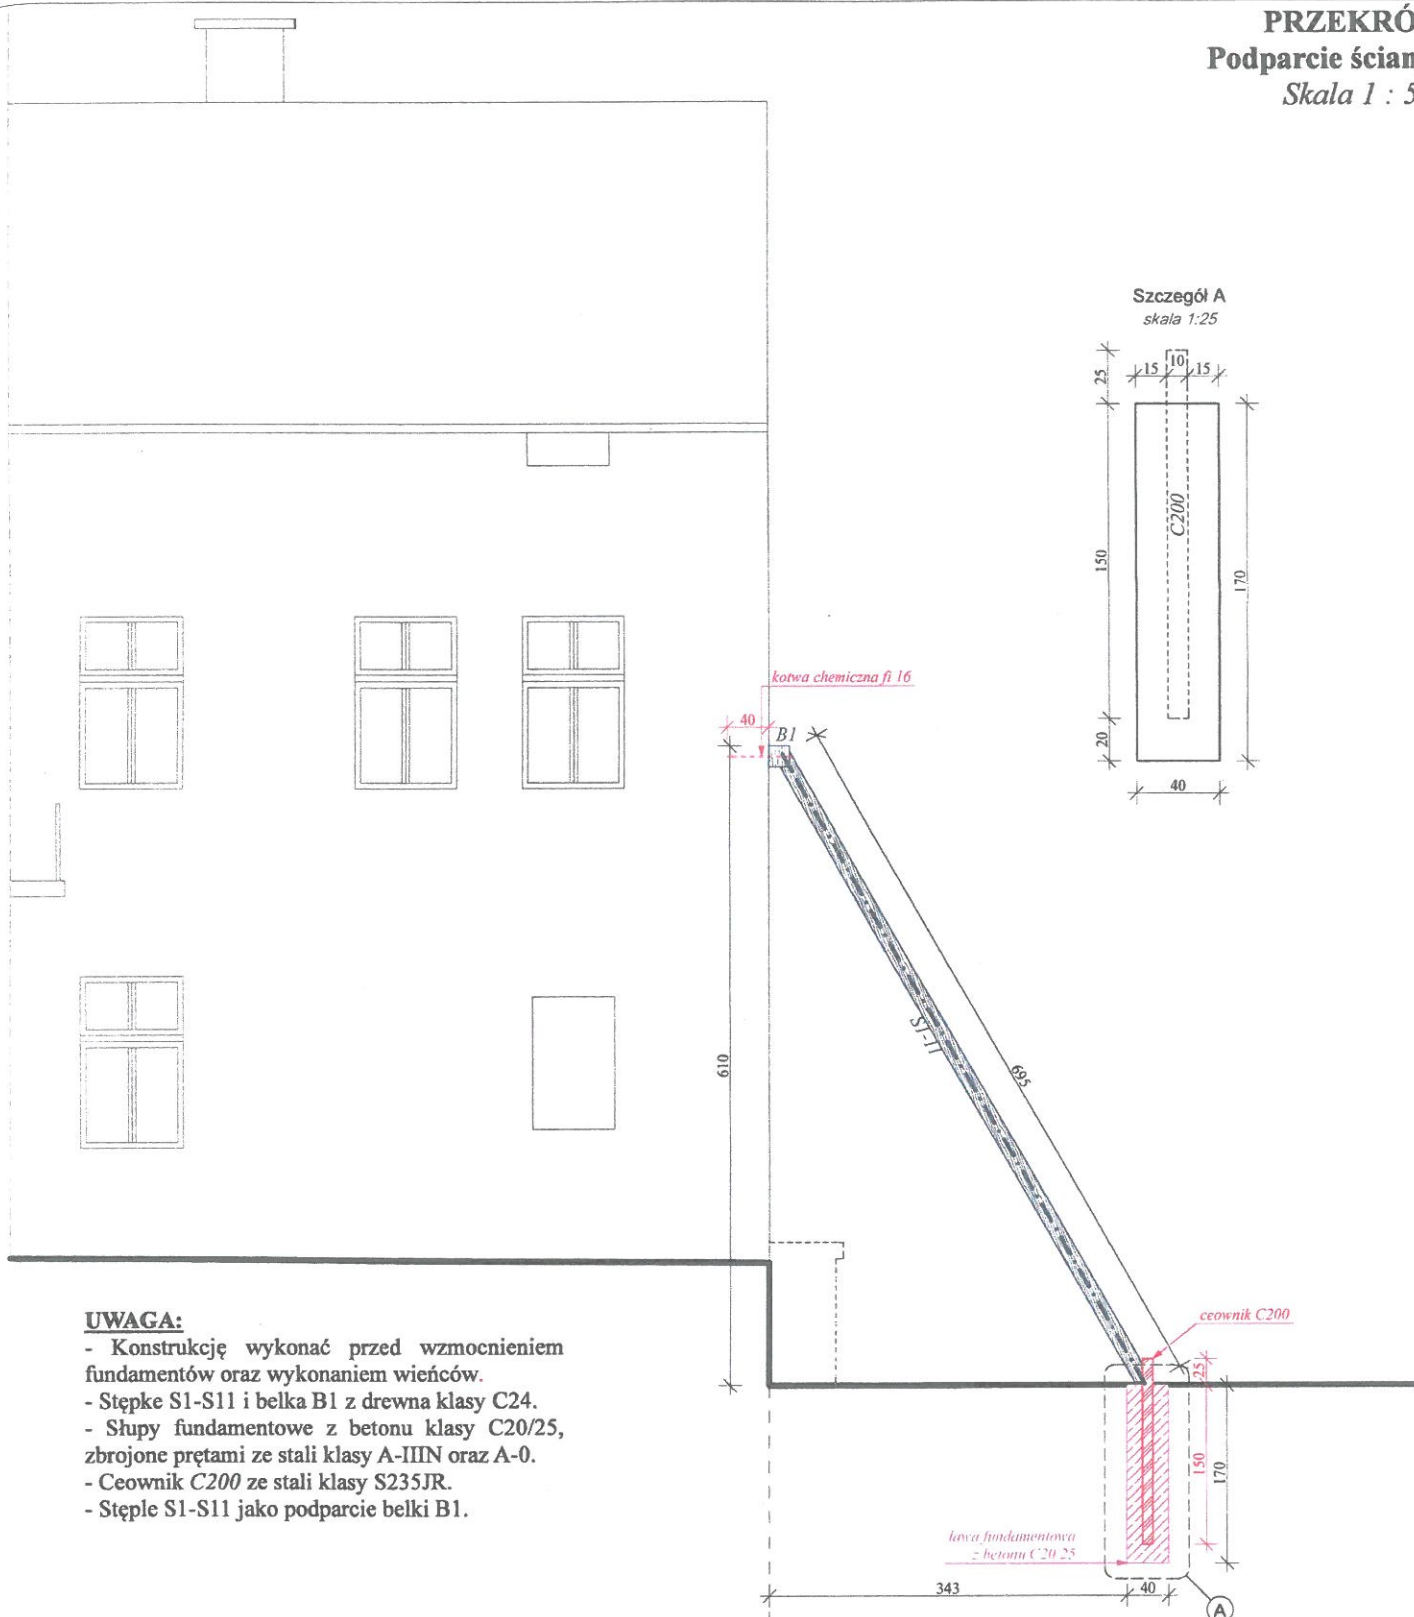 PRZEKRÓ
Podparcie ścian
Skala 1 : 5
Szczegół A
skala 1:25
25
15
10
15
C200
150
170
20
40
kotwa chemiczna fi 16
40
B1
S1-11
695
610
ceownik C200
25
150
170
ława fundamentowa
z betonu C20/25
343
40
A
UWAGA:
- Konstrukcję wykonać przed wzmocnieniem
fundamentów oraz wykonaniem wieńców.
- Stępke S1-S11 i belka B1 z drewna klasy C24.
- Słupy fundamentowe z betonu klasy C20/25,
zbrojone prętami ze stali klasy A-IIIN oraz A-0.
- Ceownik C200 ze stali klasy S235JR.
- Stęple S1-S11 jako podparcie belki B1.